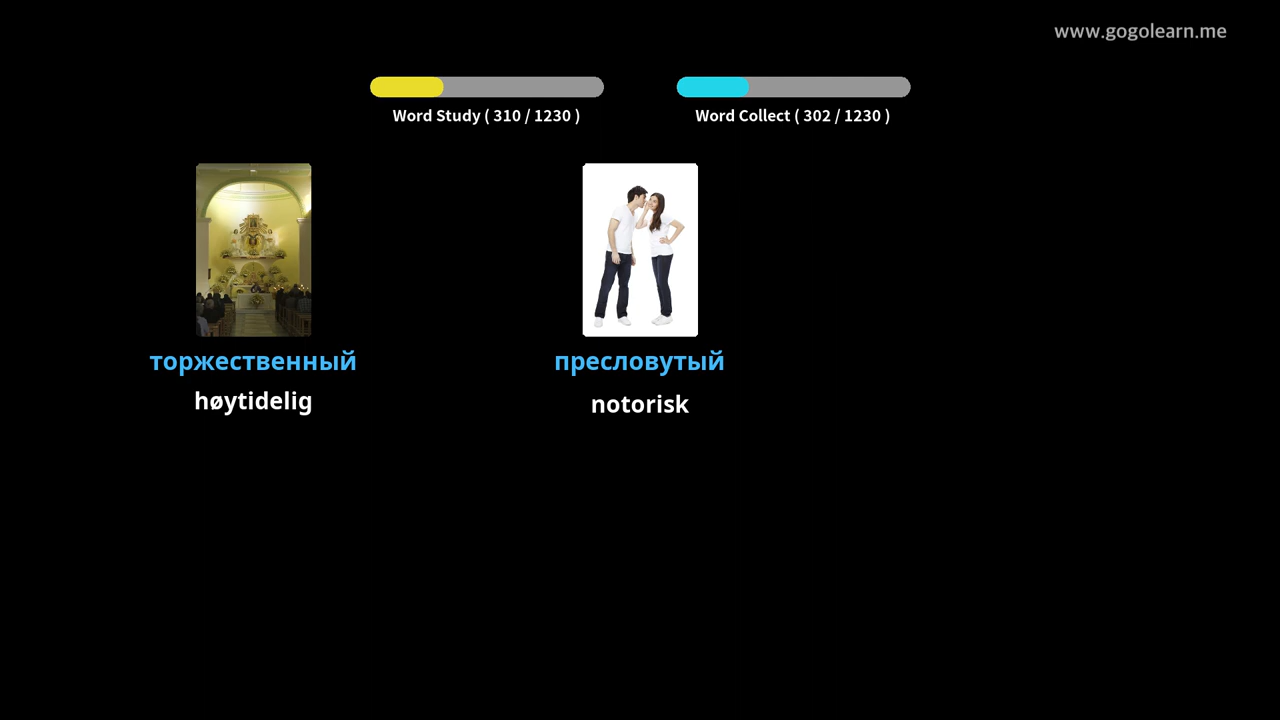 www.gogolearn.me
Word Study ( 310 / 1230 )
Word Collect ( 302 / 1230 )
торжественный
høytidelig
пресловутый
notorisk